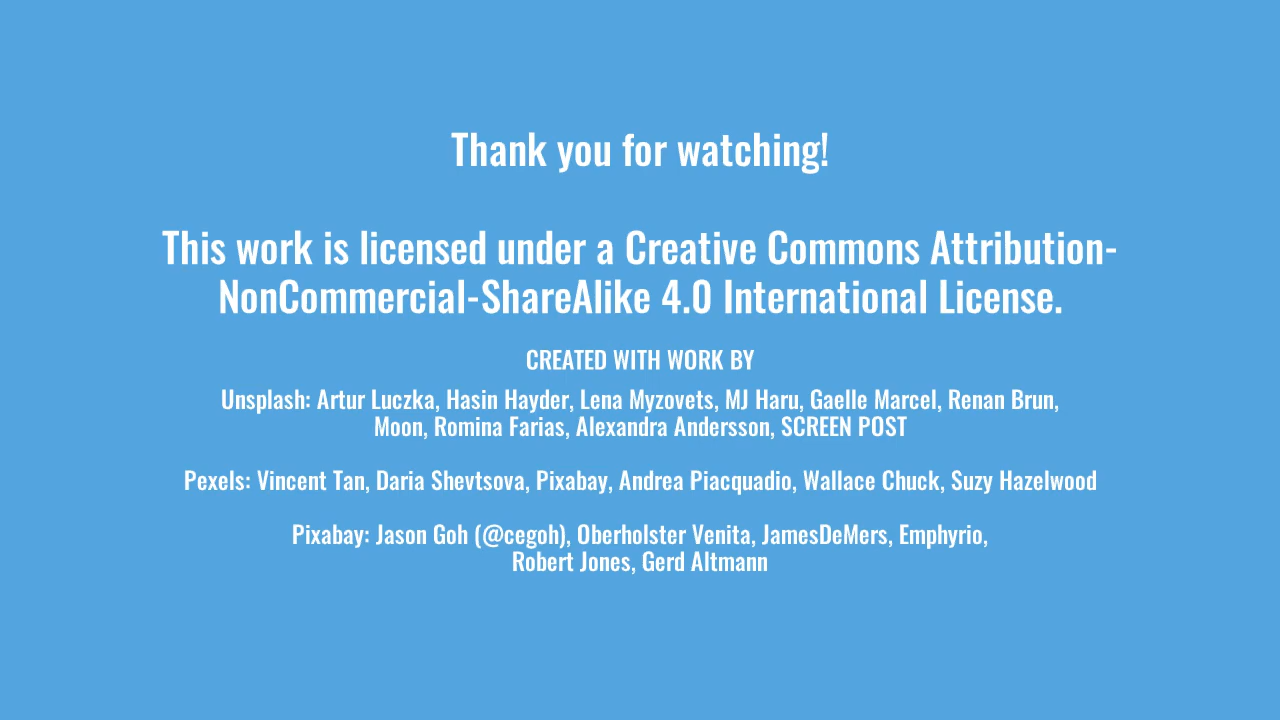 Thank you for watching!
This work is licensed under a Creative Commons Attribution-
NonCommercial-ShareAlike 4.0 International License.
CREATED WITH WORK BY
Unsplash: Artur Luczka, Hasin Hayder, Lena Myzovets, MJ Haru, Gaelle Marcel, Renan Brun,
Moon, Romina Farias, Alexandra Andersson, SCREEN POST
Pexels: Vincent Tan, Daria Shevtsova, Pixabay, Andrea Piacquadio, Wallace Chuck, Suzy Hazelwood
Pixabay: Jason Goh (@cegoh), Oberholster Venita, JamesDeMers, Emphyrio,
Robert Jones, Gerd Altmann